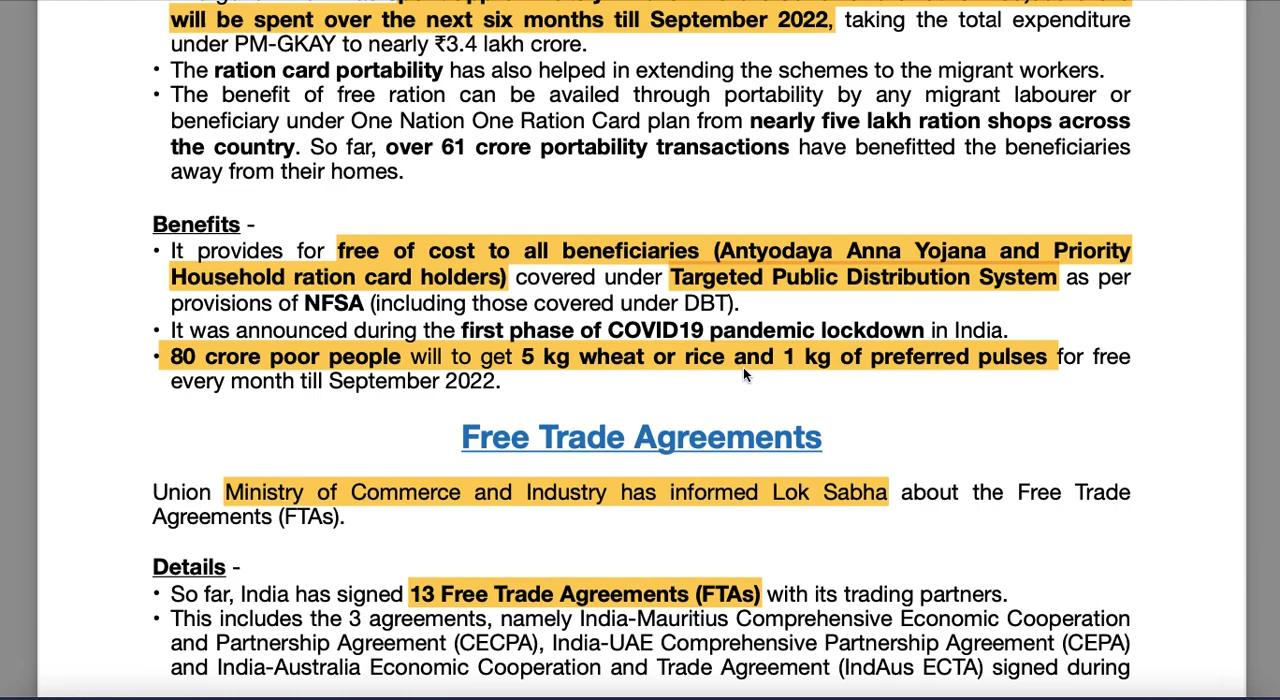 will be spent over the next six months till September 2022, taking the total expenditure
under PM-GKAY to nearly ₹3.4 lakh crore.
• The ration card portability has also helped in extending the schemes to the migrant workers.
• The benefit of free ration can be availed through portability by any migrant labourer or
beneficiary under One Nation One Ration Card plan from nearly five lakh ration shops across
the country. So far, over 61 crore portability transactions have benefitted the beneficiaries
away from their homes.
Benefits -
• It provides for free of cost to all beneficiaries (Antyodaya Anna Yojana and Priority
Household ration card holders) covered under Targeted Public Distribution System as per
provisions of NFSA (including those covered under DBT).
• It was announced during the first phase of COVID19 pandemic lockdown in India.
• 80 crore poor people will to get 5 kg wheat or rice and 1 kg of preferred pulses for free
every month till September 2022.
Free Trade Agreements
Union Ministry of Commerce and Industry has informed Lok Sabha about the Free Trade
Agreements (FTAs).
Details -
• So far, India has signed 13 Free Trade Agreements (FTAs) with its trading partners.
• This includes the 3 agreements, namely India-Mauritius Comprehensive Economic Cooperation
and Partnership Agreement (CECPA), India-UAE Comprehensive Partnership Agreement (CEPA)
and India-Australia Economic Cooperation and Trade Agreement (IndAus ECTA) signed during